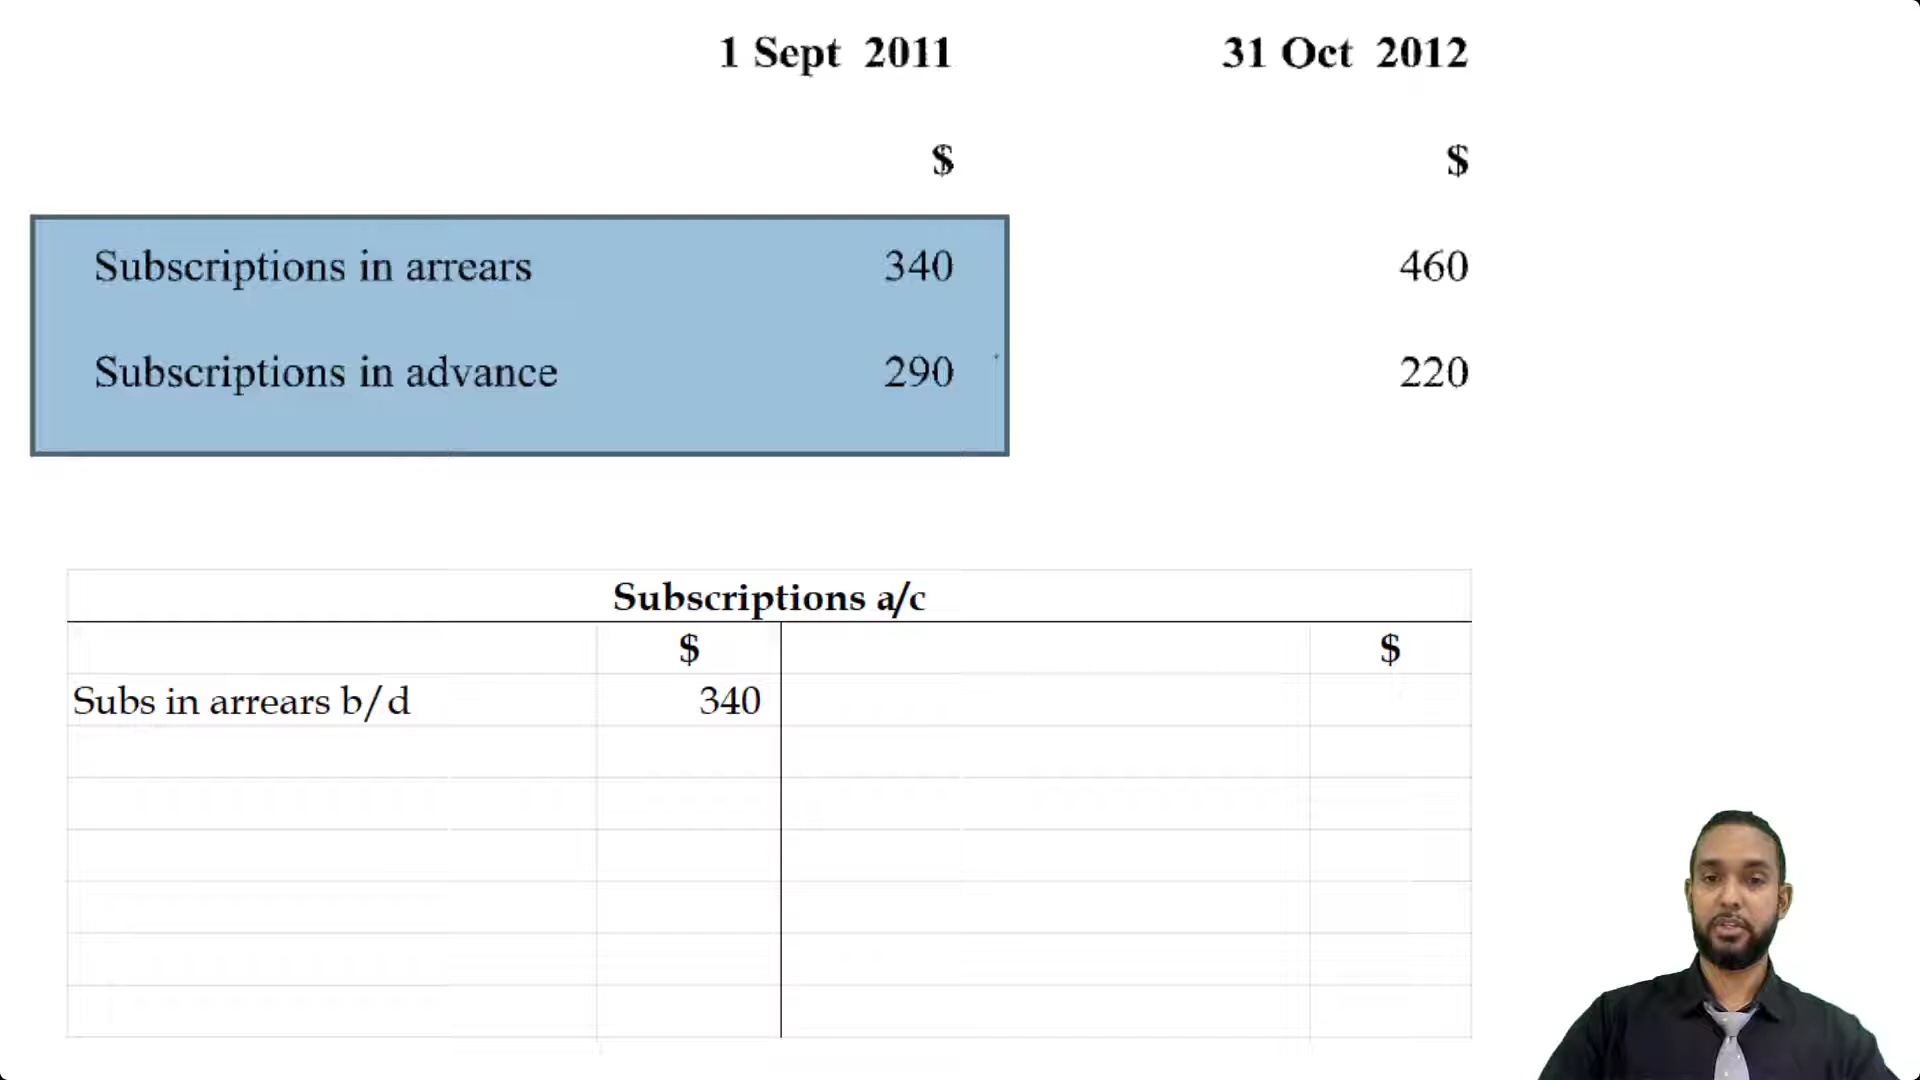 1 Sept 2011 31 Oct 2012
$ $
Subscriptions in arrears 340 460
Subscriptions in advance 290 220
Subscriptions a/c
$ $
Subs in arrears b/d 340